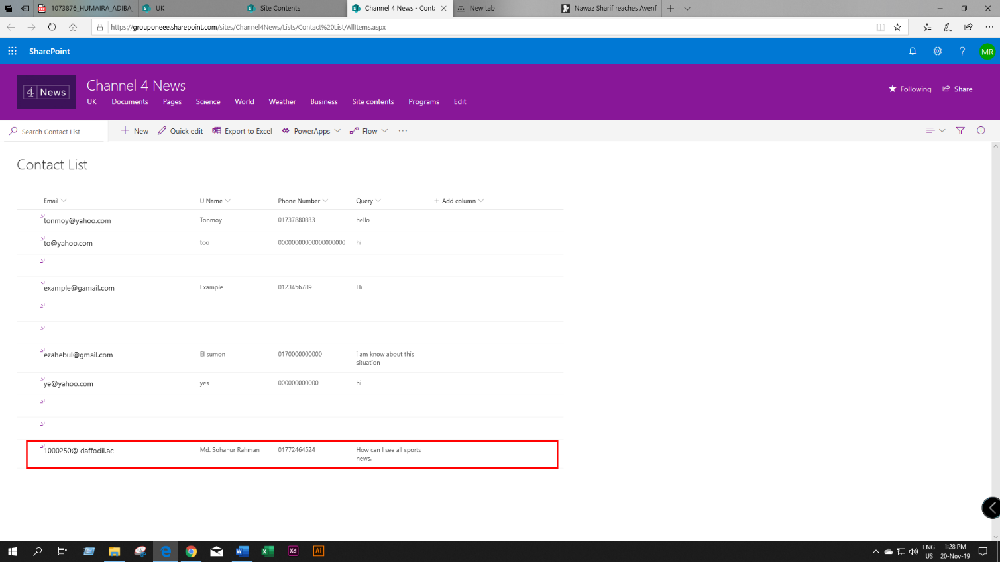 1073876_HUMAIRA_ADIBA_
UK
Site Contents
Channel 4 News - Conta
New tab
Nawaz Sharif reaches Avenf
https://grouponeee.sharepoint.com/sites/Channel4News/Lists/Contact%20List/AllItems.aspx
SharePoint
MR
4 News
Channel 4 News
Following Share
UK Documents Pages Science World Weather Business Site contents Programs Edit
Search Contact List
New Quick edit Export to Excel PowerApps Flow ...
Contact List
Email U Name Phone Number Query + Add column
tonmoy@yahoo.com Tonmoy 01737880833 hello
to@yahoo.com too 00000000000000000000 hi
example@gamail.com Example 0123456789 Hi
ezahebul@gmail.com El sumon 0170000000000 i am know about this
situation
ye@yahoo.com yes 000000000000 hi
1000250@ daffodil.ac Md. Sohanur Rahman 01772464524 How can I see all sports
news.
Xd
Ai
ENG 1:28 PM
US 20-Nov-19